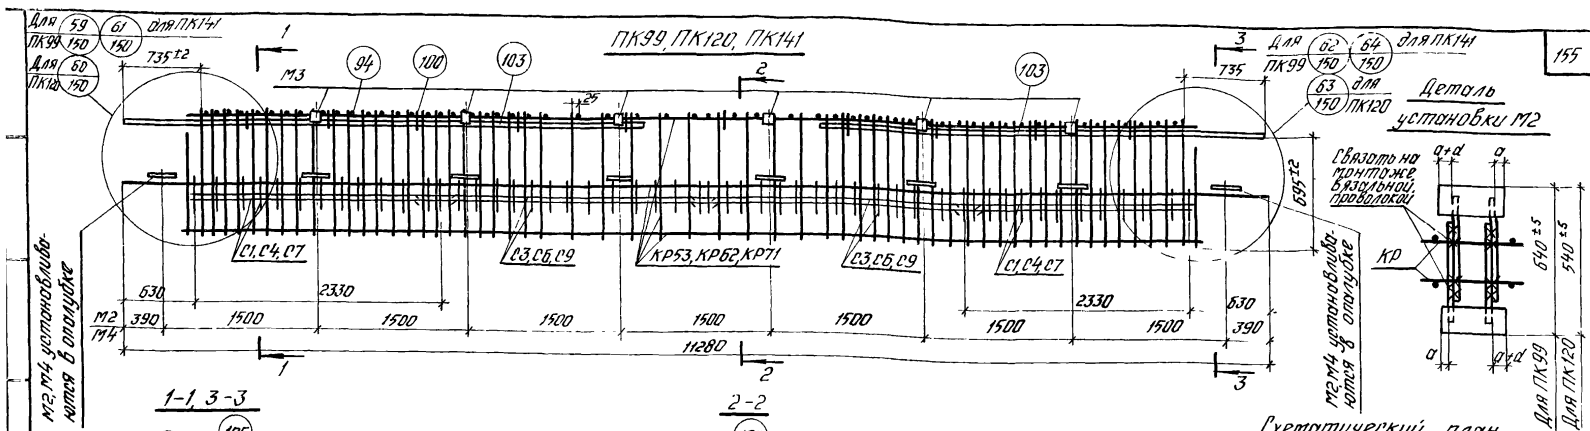 Для 59 61 для ПК141
ПК99 150 150
Для 60
ПК120 150
735±2
1
М3
94
100
103
ПК99, ПК120, ПК141
25
2
103
3
Для 62 64 для ПК141
ПК99 150 150
63 для
150 ПК120
735
155
Деталь
установки М2
Связать на
монтаже
вязальной
проволокой
а+d
а
695±2
КР
640±5
540±5
Для ПК99
Для ПК120
а
а+d
С1, С4, С7
С3, С6, С9
КР53, КР62, КР71
С3, С6, С9
С1, С4, С7
М2, М4 устанавлива-
ются в опалубке
630
2330
2330
630
М2
М4
390
1500
1500
1500
1500
1500
1500
1500
390
11280
1
2
3
М2, М4 устанавлива-
ются в опалубке
1-1, 3-3
2-2
Схематический план